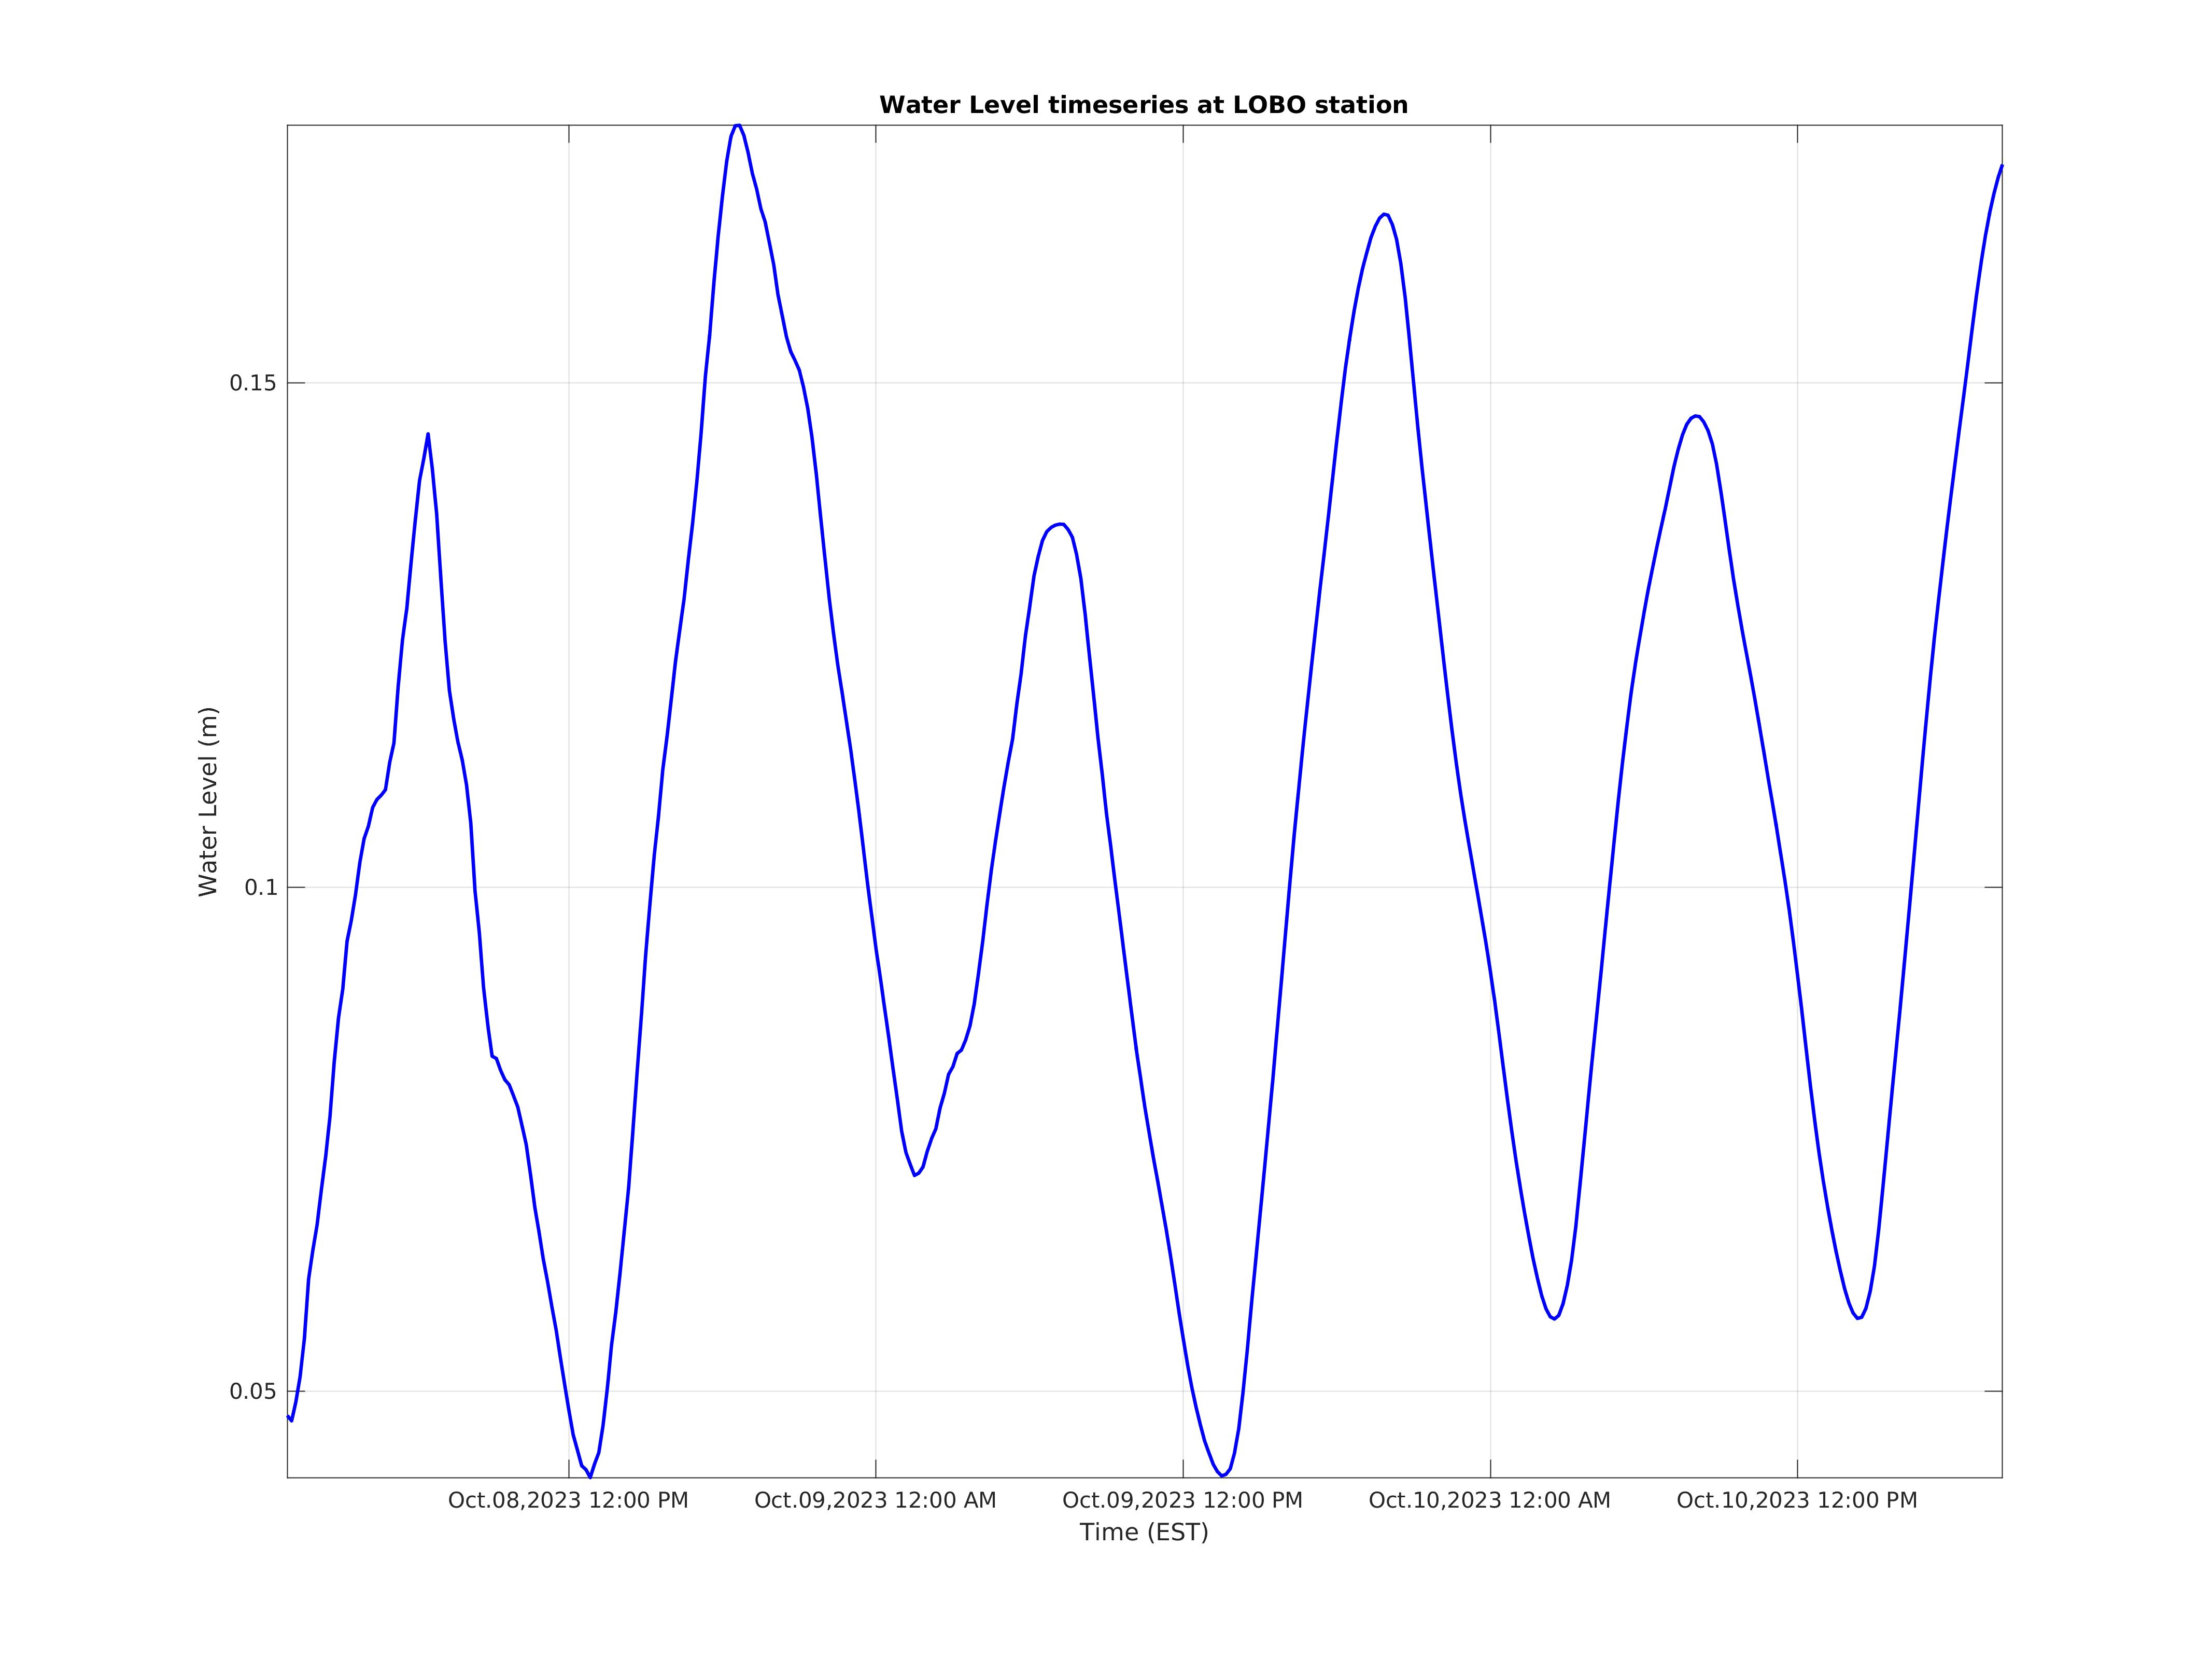 Water Level timeseries at LOBO station
0.15
0.1
0.05
Water Level (m)
Oct.08,2023 12:00 PM
Oct.09,2023 12:00 AM
Oct.09,2023 12:00 PM
Oct.10,2023 12:00 AM
Oct.10,2023 12:00 PM
Time (EST)